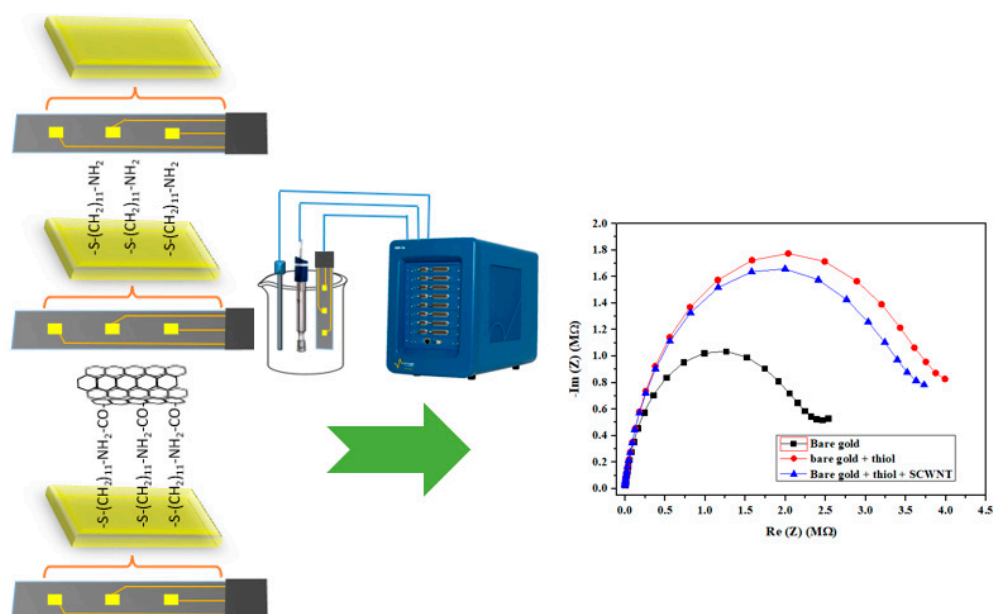 -S-(CH2)11-NH2
-S-(CH2)11-NH2
-S-(CH2)11-NH2
-S-(CH2)11-NH2-CO
-S-(CH2)11-NH2-CO
-S-(CH2)11-NH2-CO
-Im (Z) (MΩ)
2.0
1.8
1.6
1.4
1.2
1.0
0.8
0.6
0.4
0.2
0.0
Bare gold
bare gold + thiol
Bare gold + thiol + SCWNT
0.0 0.5 1.0 1.5 2.0 2.5 3.0 3.5 4.0 4.5
Re (Z) (MΩ)